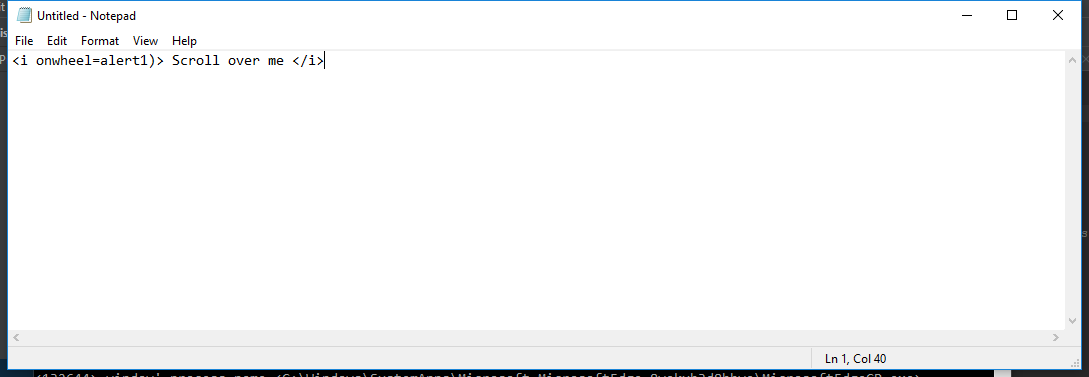 Untitled - Notepad
File Edit Format View Help
<i onwheel=alert1)> Scroll over me </i>
Ln 1, Col 40